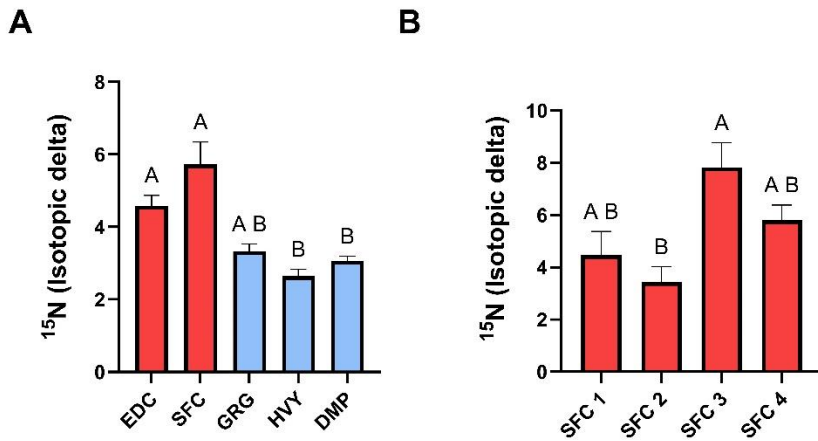 A
¹⁵N (Isotopic delta)
8
6
4
2
0
A
A
A B
B
B
EDC
SFC
GRG
HVY
DMP
B
¹⁵N (Isotopic delta)
10
8
6
4
2
0
A B
B
A
A B
SFC 1
SFC 2
SFC 3
SFC 4